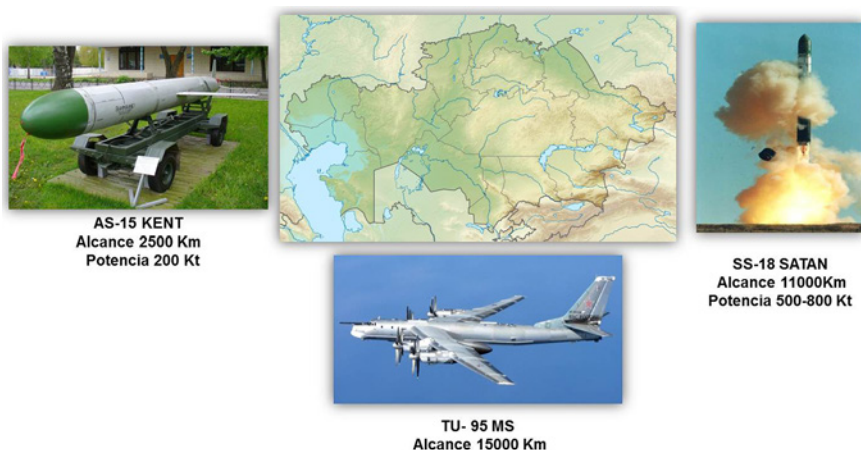 AS-15 KENT
Alcance 2500 Km
Potencia 200 Kt
SS-18 SATAN
Alcance 11000Km
Potencia 500-800 Kt
TU- 95 MS
Alcance 15000 Km